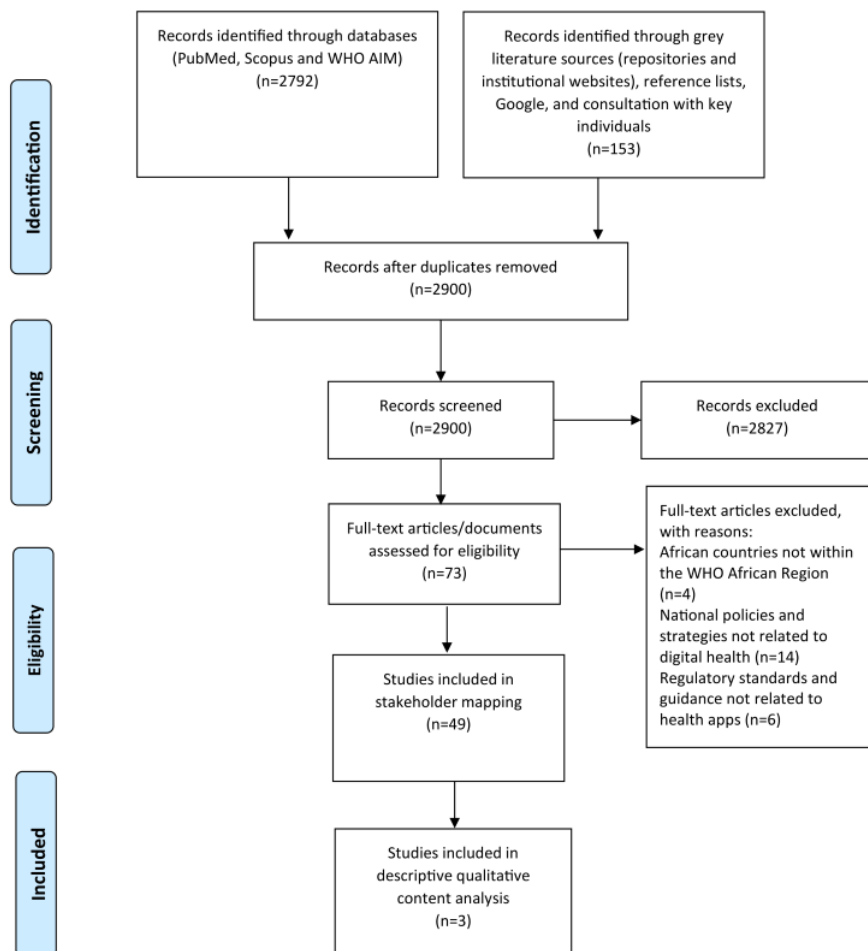 Records identified through databases
(PubMed, Scopus and WHO AIM)
(n=2792)
Records identified through grey
literature sources (repositories and
institutional websites), reference lists,
Google, and consultation with key
individuals
(n=153)
Identification
Records after duplicates removed
(n=2900)
Screening
Records screened
(n=2900)
Records excluded
(n=2827)
Eligibility
Full-text articles/documents
assessed for eligibility
(n=73)
Full-text articles excluded,
with reasons:
African countries not within
the WHO African Region
(n=4)
National policies and
strategies not related to
digital health (n=14)
Regulatory standards and
guidance not related to
health apps (n=6)
Studies included in
stakeholder mapping
(n=49)
Included
Studies included in
descriptive qualitative
content analysis
(n=3)